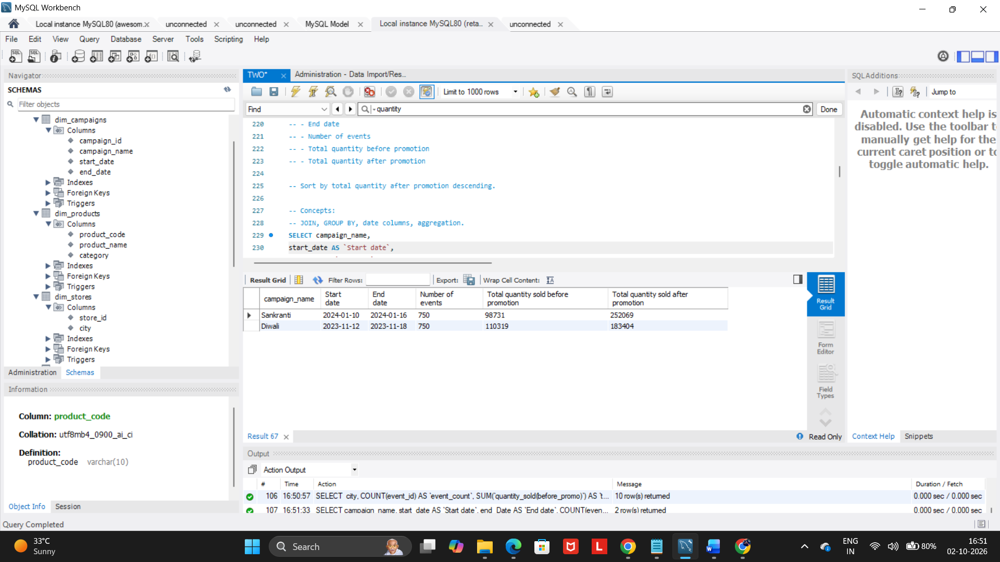 MySQL Workbench
Local instance MySQL80 (awesom... unconnected unconnected MySQL Model Local instance MySQL80 (reta... unconnected
File Edit View Query Database Server Tools Scripting Help
Navigator
SCHEMAS
Filter objects
dim_campaigns
Columns
campaign_id
campaign_name
start_date
end_date
Indexes
Foreign Keys
Triggers
dim_products
Columns
product_code
product_name
category
Indexes
Foreign Keys
Triggers
dim_stores
Columns
store_id
city
Indexes
Foreign Keys
Triggers
Administration Schemas
Information
Column: product_code
Collation: utf8mb4_0900_ai_ci
Definition:
product_code varchar(10)
Object Info Session
Query Completed
TWO* Administration - Data Import/Res...
Limit to 1000 rows
Find quantity Done
220 -- - End date
221 -- - Number of events
222 -- - Total quantity before promotion
223 -- - Total quantity after promotion
224
225 -- Sort by total quantity after promotion descending.
226
227 -- Concepts:
228 -- JOIN, GROUP BY, date columns, aggregation.
229 SELECT campaign_name,
230 start_date AS `Start date`,
Result Grid Filter Rows: Export: Wrap Cell Content:
campaign_name Start date End date Number of events Total quantity sold before promotion Total quantity sold after promotion
Sankranti 2024-01-10 2024-01-16 750 98731 252069
Diwali 2023-11-12 2023-11-18 750 110319 183404
Result Grid
Form Editor
Field Types
Result 67 Read Only
Output
Action Output
# Time Action Message Duration / Fetch
106 16:50:57 SELECT city, COUNT(event_id) AS `event_count`, SUM(`quantity_sold(before_promo)`) AS `t... 10 row(s) returned 0.000 sec / 0.000 sec
107 16:51:33 SELECT campaign_name, start_date AS `Start date`, end_Date AS `End date`, COUNT(even... 2 row(s) returned 0.000 sec / 0.000 sec
SQLAdditions
Jump to
Automatic context help is
disabled. Use the toolbar t
manually get help for the
current caret position or to
toggle automatic help.
Context Help Snippets
33°C
Sunny
Search
L
W
ENG
IN
80%
16:51
02-10-2026